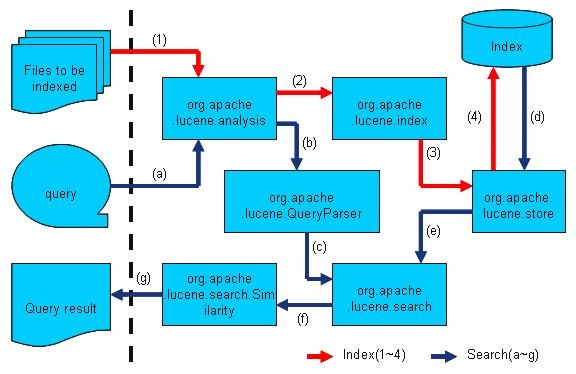 (1)
Index
Files to be
indexed
(2)
org.apache
.lucene.analysis
org.apache
.lucene.index
(4)
(d)
(b)
(3)
(a)
query
org.apache
.lucene.QueryParser
org.apache.
lucene.store
(e)
(c)
(g)
Query result
org.apache
.lucene.search.Sim
ilarity
(f)
org.apache
.lucene.search
Index(1~4)
Search(a~g)